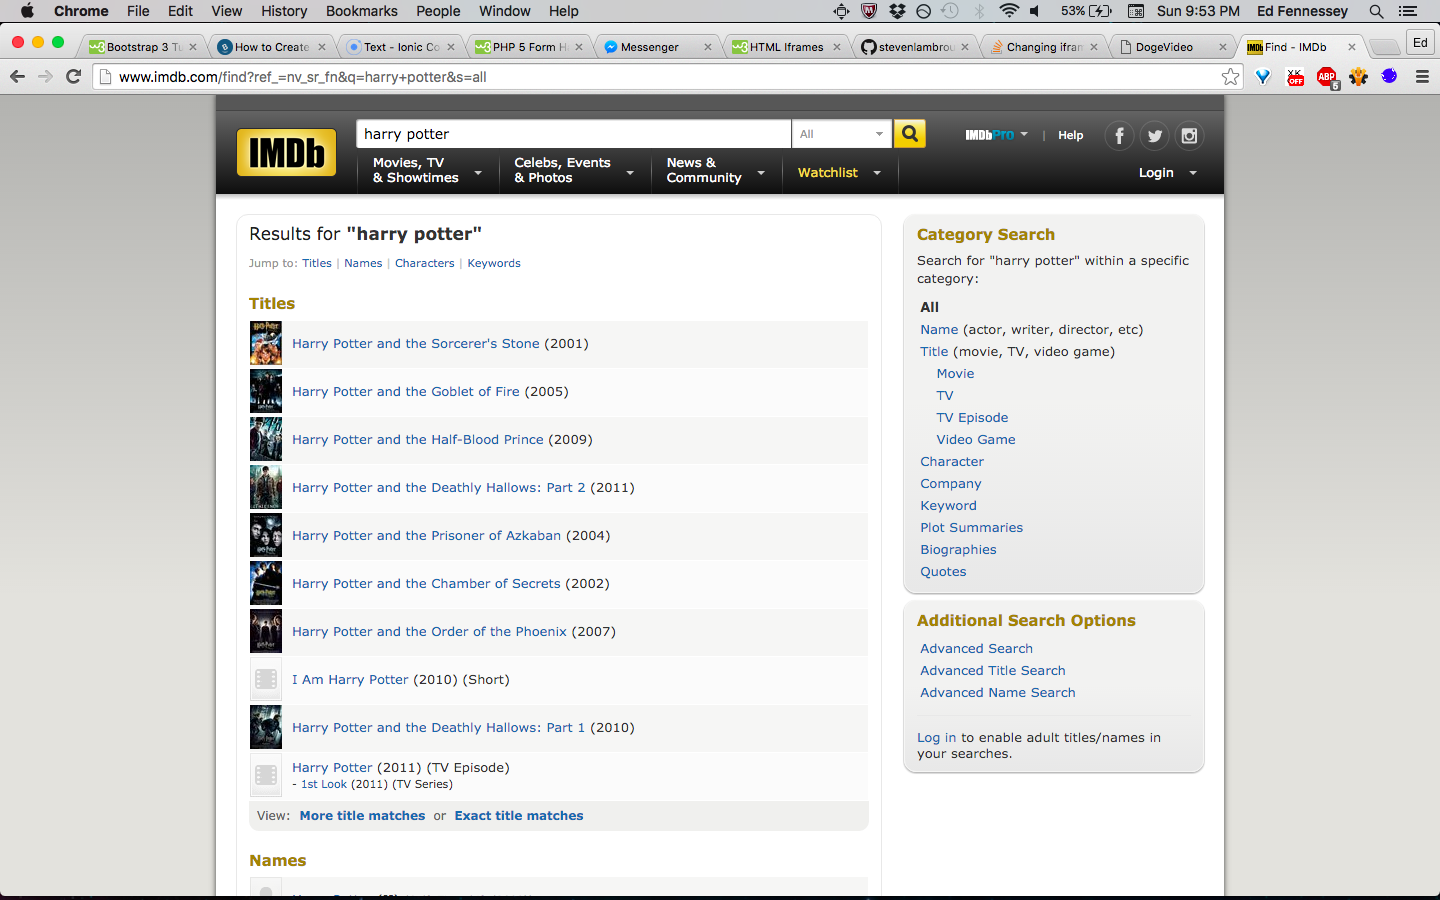 Chrome File Edit View History Bookmarks People Window Help 53% Sun 9:53 PM Ed Fennessey
Bootstrap 3 Tu
How to Create
Text - Ionic Co
PHP 5 Form Ha
Messenger
HTML Iframes
stevenlambrou
Changing ifran
DogeVideo
Find - IMDb
Ed
www.imdb.com/find?ref_=nv_sr_fn&q=harry+potter&s=all
OFF ABP 5
IMDb
harry potter
All
IMDbPro | Help
Movies, TV
& Showtimes
Celebs, Events
& Photos
News &
Community
Watchlist
Login
Results for "harry potter"
Jump to: Titles | Names | Characters | Keywords
Titles
Harry Potter and the Sorcerer's Stone (2001)
Harry Potter and the Goblet of Fire (2005)
Harry Potter and the Half-Blood Prince (2009)
Harry Potter and the Deathly Hallows: Part 2 (2011)
Harry Potter and the Prisoner of Azkaban (2004)
Harry Potter and the Chamber of Secrets (2002)
Harry Potter and the Order of the Phoenix (2007)
I Am Harry Potter (2010) (Short)
Harry Potter and the Deathly Hallows: Part 1 (2010)
Harry Potter (2011) (TV Episode)
- 1st Look (2011) (TV Series)
View: More title matches or Exact title matches
Names
Category Search
Search for "harry potter" within a specific
category:
All
Name (actor, writer, director, etc)
Title (movie, TV, video game)
Movie
TV
TV Episode
Video Game
Character
Company
Keyword
Plot Summaries
Biographies
Quotes
Additional Search Options
Advanced Search
Advanced Title Search
Advanced Name Search
Log in to enable adult titles/names in
your searches.